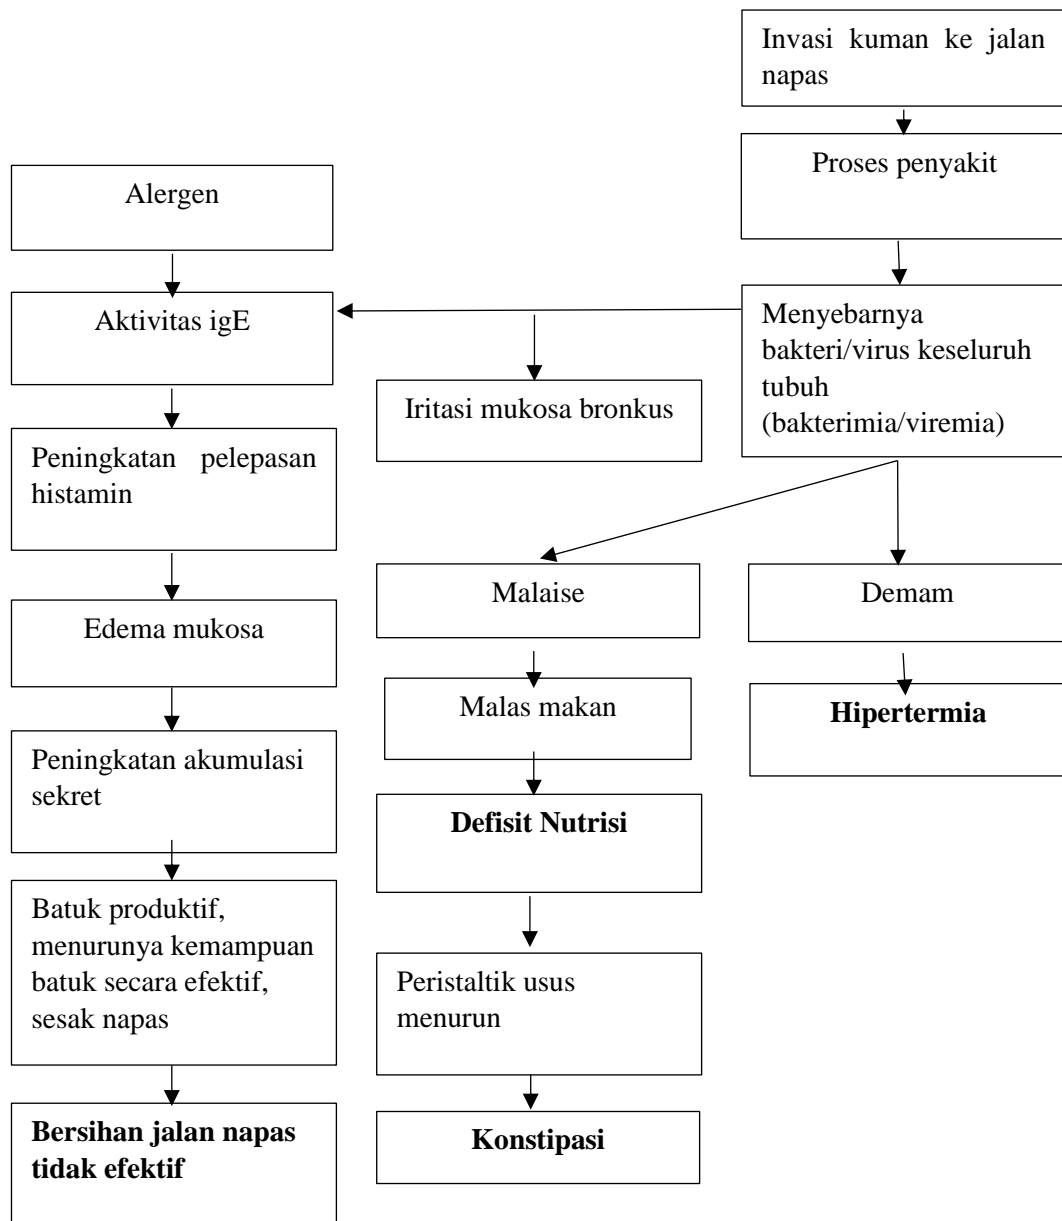 Invasi kuman ke jalan
napas
Proses penyakit
Alergen
Aktivitas igE
Menyebarnya
bakteri/virus keseluruh
tubuh
(bakterimia/viremia)
Iritasi mukosa bronkus
Peningkatan pelepasan
histamin
Malaise
Demam
Edema mukosa
Malas makan
Hipertermia
Peningkatan akumulasi
sekret
Defisit Nutrisi
Batuk produktif,
menurunya kemampuan
batuk secara efektif,
sesak napas
Peristaltik usus
menurun
Bersihan jalan napas
tidak efektif
Konstipasi